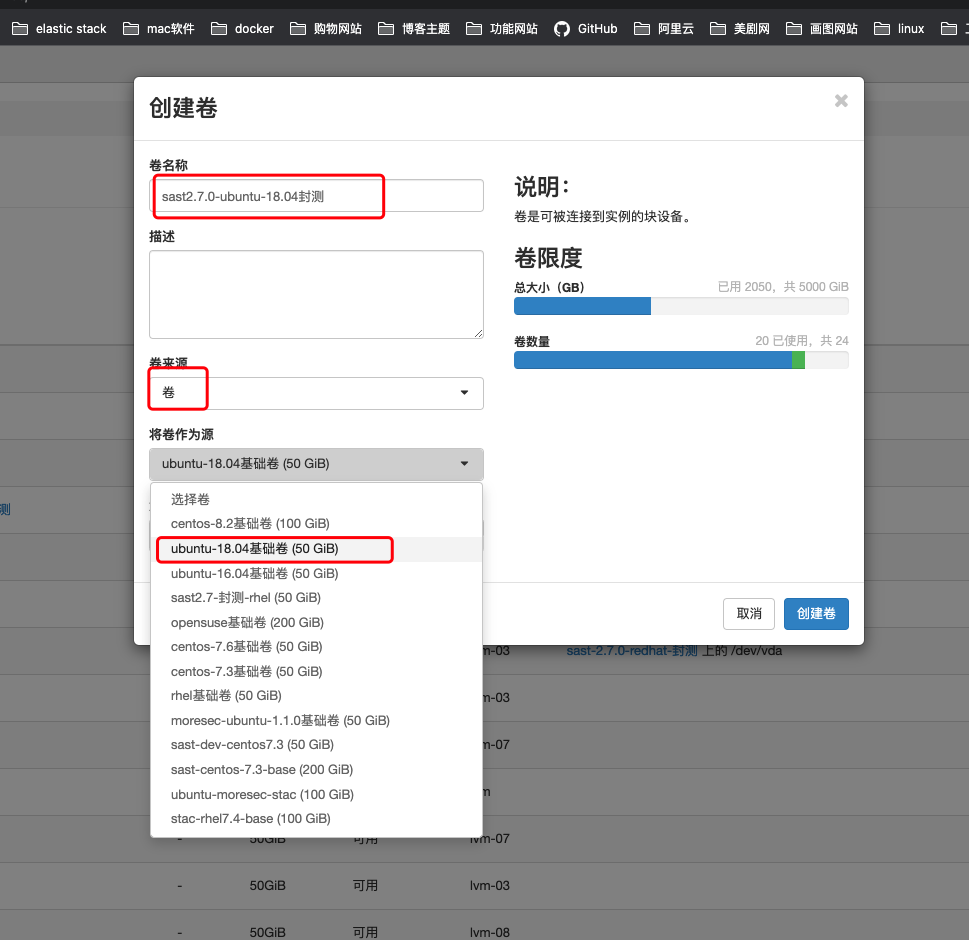 elastic stack mac软件 docker 购物网站 博客主题 功能网站 GitHub 阿里云 美剧网 画图网站 linux
创建卷 ×
卷名称
sast2.7.0-ubuntu-18.04封测
描述
卷来源
卷
将卷作为源
ubuntu-18.04基础卷 (50 GiB)
选择卷
centos-8.2基础卷 (100 GiB)
ubuntu-18.04基础卷 (50 GiB)
ubuntu-16.04基础卷 (50 GiB)
sast2.7-封测-rhel (50 GiB)
opensuse基础卷 (200 GiB)
centos-7.6基础卷 (50 GiB)
centos-7.3基础卷 (50 GiB)
rhel基础卷 (50 GiB)
moresec-ubuntu-1.1.0基础卷 (50 GiB)
sast-dev-centos7.3 (50 GiB)
sast-centos-7.3-base (200 GiB)
ubuntu-moresec-stac (100 GiB)
stac-rhel7.4-base (100 GiB)
说明：
卷是可被连接到实例的块设备。
卷限度
总大小（GB） 已用 2050，共 5000 GiB
卷数量 20 已使用，共 24
取消 创建卷
测
m-03 sast-2.7.0-redhat-封测 上的 /dev/vda
m-03
m-07
m
- 50GiB 可用 lvm-07
- 50GiB 可用 lvm-03
- 50GiB 可用 lvm-08